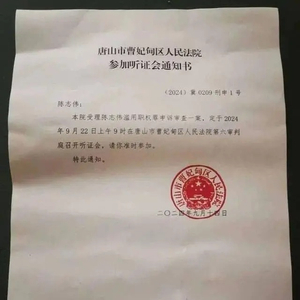 唐山市曹妃甸区人民法院
参加听证会通知书
（2024）冀0209刑申1号
陈志伟：
本院受理陈志伟滥用职权罪申诉审查一案，定于2024
年9月22日上午9时在唐山市曹妃甸区人民法院第六审判
庭召开听证会。请你准时参加。
特此通知。
唐山市曹妃甸区人民法院
二〇二四年九月十四日